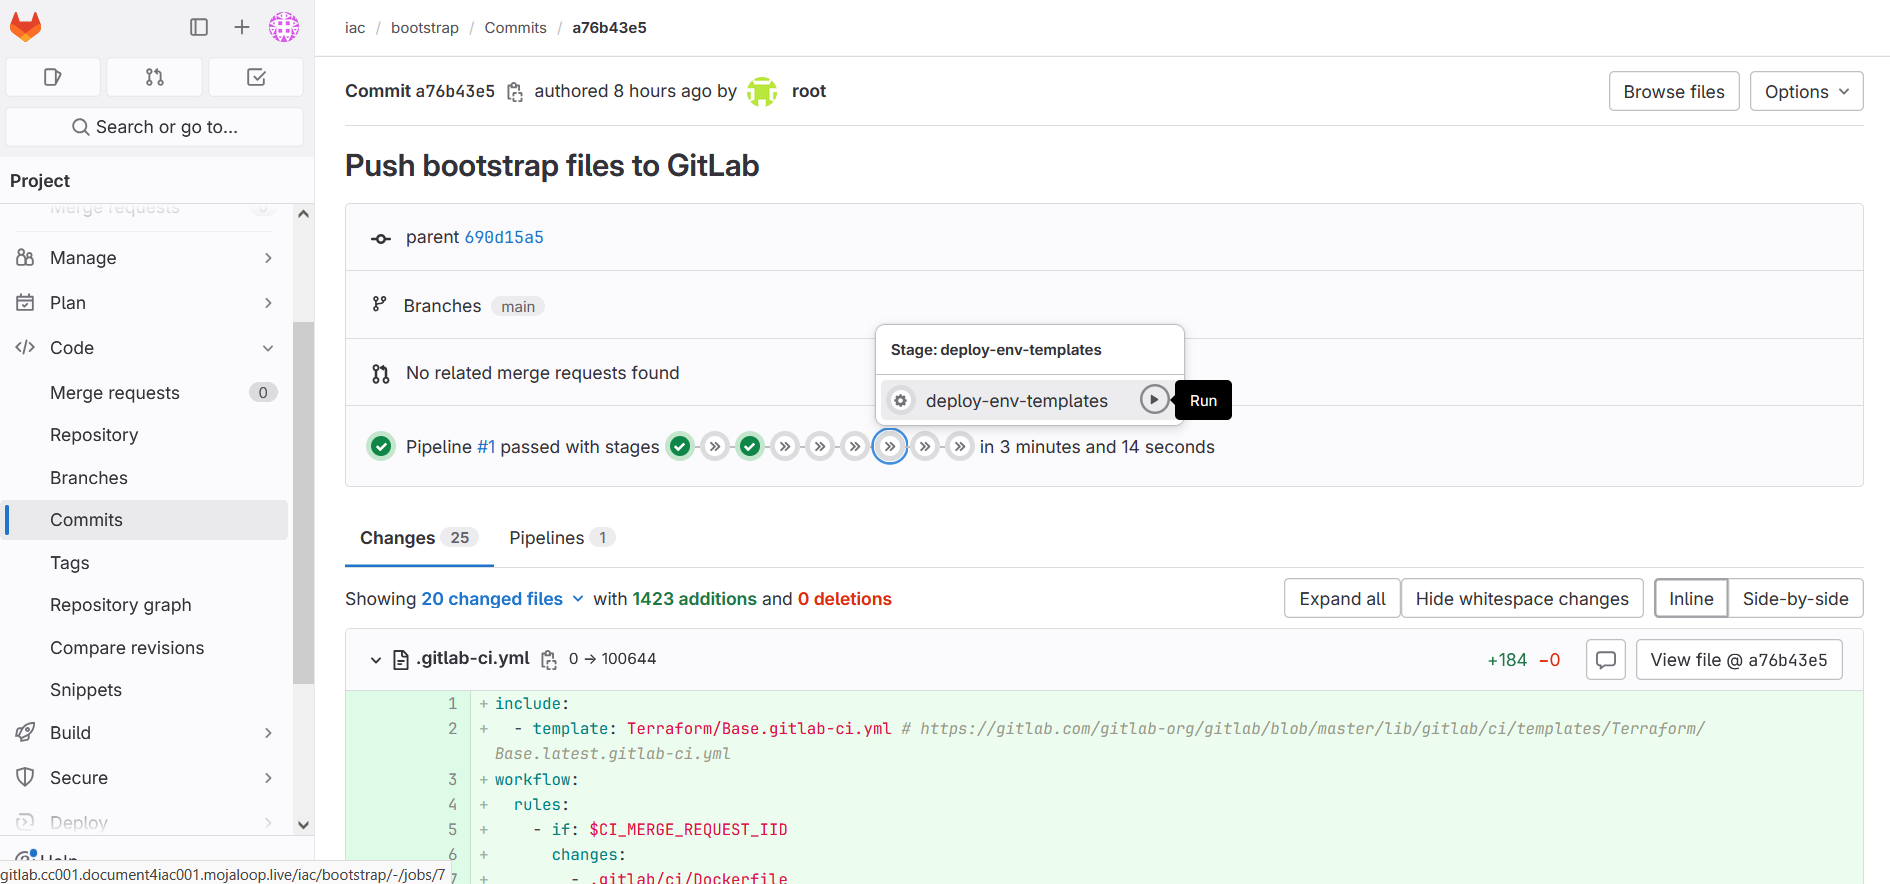 iac / bootstrap / Commits / a76b43e5
Search or go to...
Project
Merge requests 0
Manage
Plan
Code
Merge requests 0
Repository
Branches
Commits
Tags
Repository graph
Compare revisions
Snippets
Build
Secure
Deploy
Help
gitlab.cc001.document4iac001.mojaloop.live/iac/bootstrap/-/jobs/7
Commit a76b43e5 authored 8 hours ago by root
Browse files
Options
Push bootstrap files to GitLab
parent 690d15a5
Branches main
No related merge requests found
Stage: deploy-env-templates
deploy-env-templates
Run
Pipeline #1 passed with stages in 3 minutes and 14 seconds
Changes 25 Pipelines 1
Showing 20 changed files with 1423 additions and 0 deletions
Expand all
Hide whitespace changes
Inline
Side-by-side
.gitlab-ci.yml 0 → 100644
+184 −0
View file @ a76b43e5
1 + include:
2 + - template: Terraform/Base.gitlab-ci.yml # https://gitlab.com/gitlab-org/gitlab/blob/master/lib/gitlab/ci/templates/Terraform/
Base.latest.gitlab-ci.yml
3 + workflow:
4 + rules:
5 + - if: $CI_MERGE_REQUEST_IID
6 + changes:
7 + - .gitlab/ci/Dockerfile